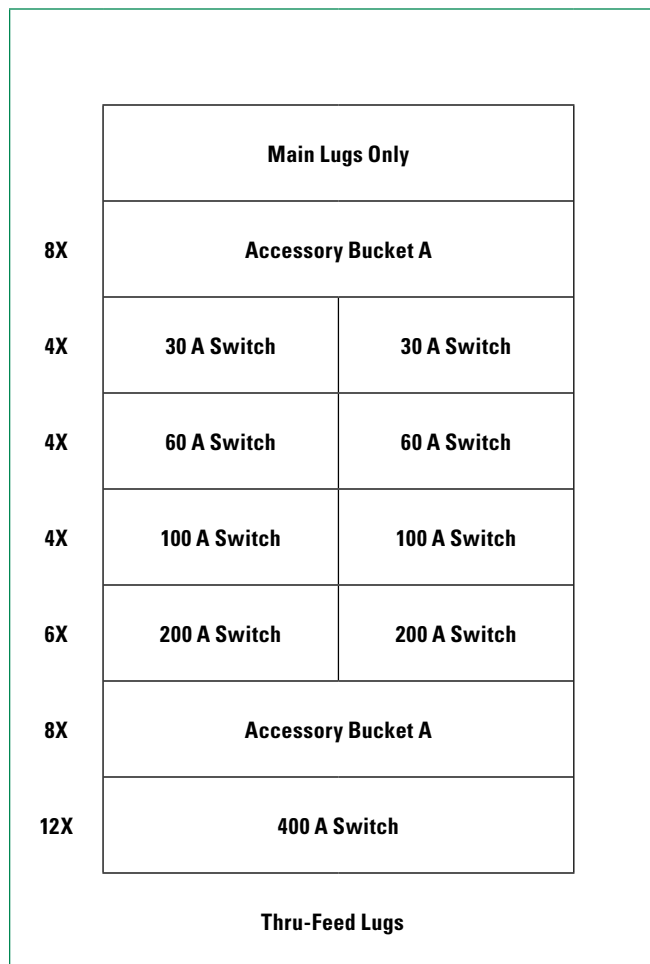 Main Lugs Only
8X Accessory Bucket A
4X 30 A Switch 30 A Switch
4X 60 A Switch 60 A Switch
4X 100 A Switch 100 A Switch
6X 200 A Switch 200 A Switch
8X Accessory Bucket A
12X 400 A Switch
Thru-Feed Lugs